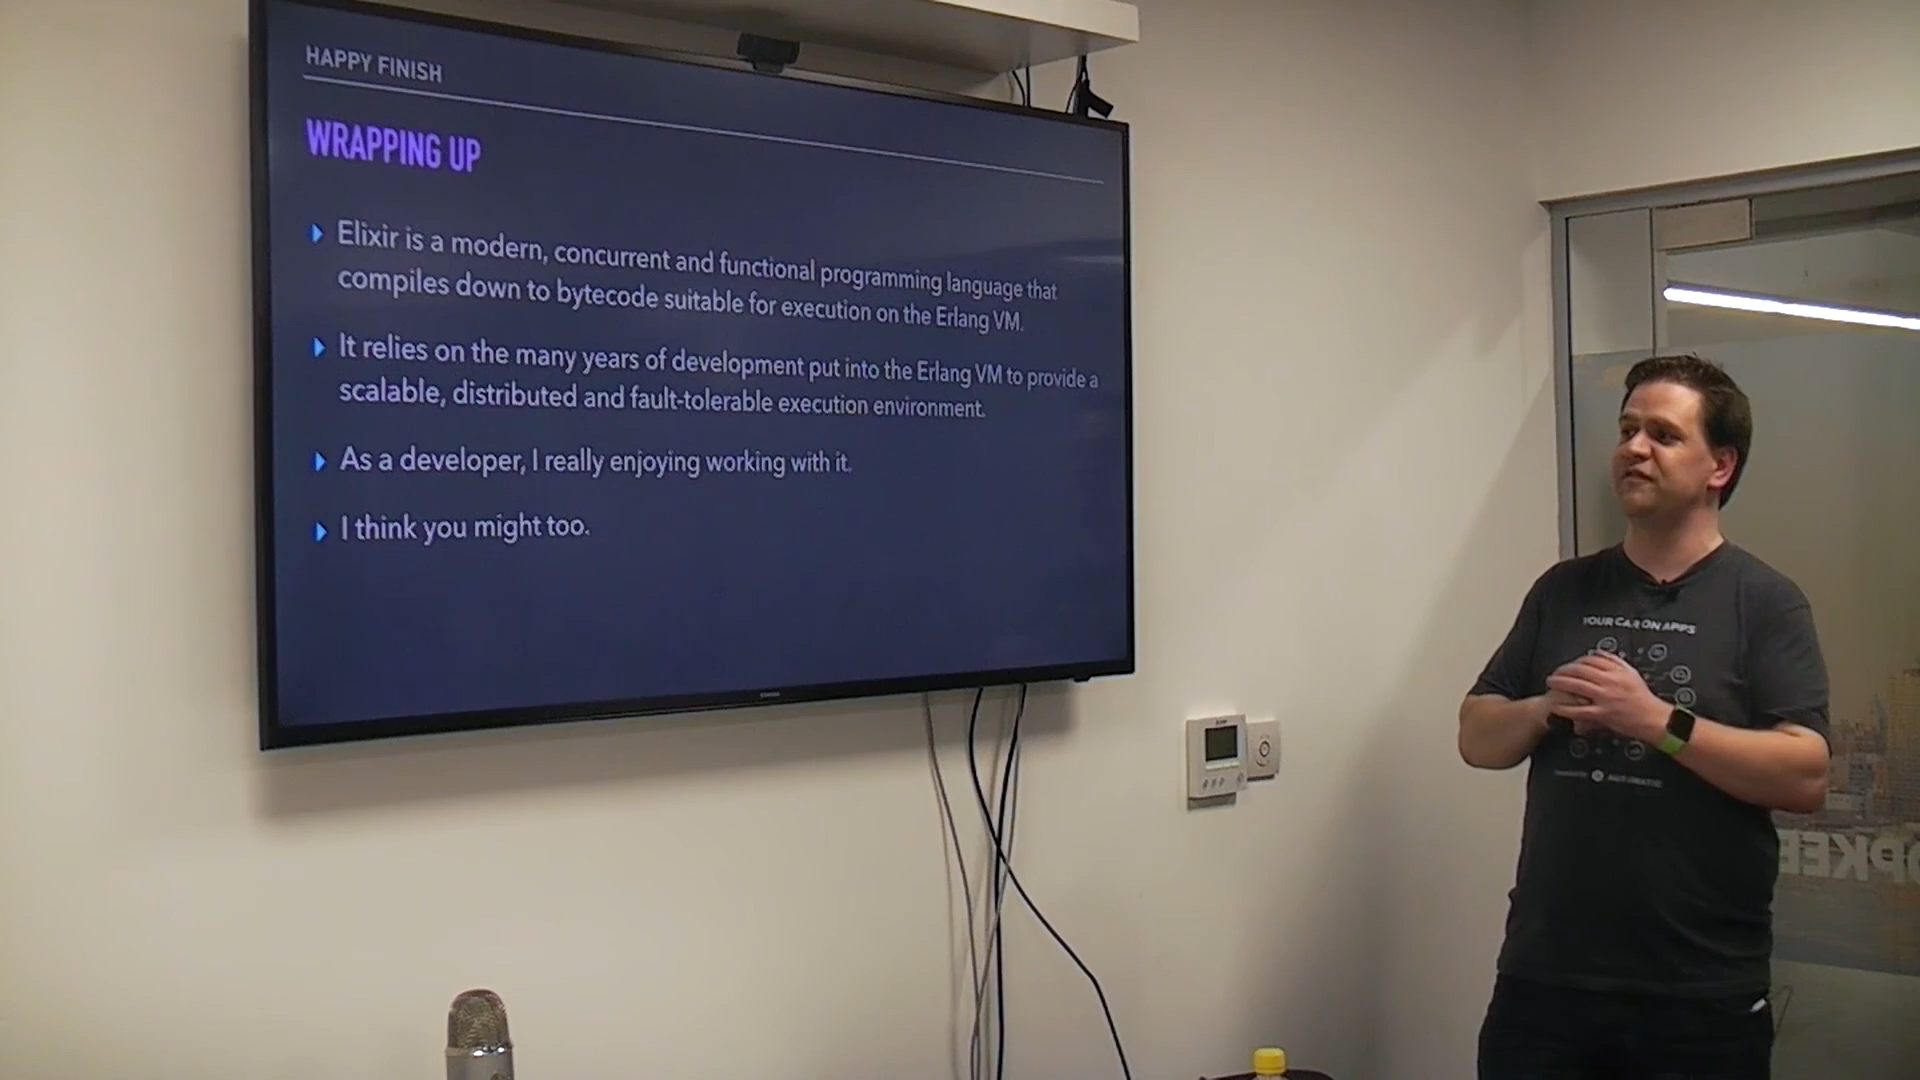 HAPPY FINISH
WRAPPING UP
Elixir is a modern, concurrent and functional programming language that
compiles down to bytecode suitable for execution on the Erlang VM.
It relies on the many years of development put into the Erlang VM to provide a
scalable, distributed and fault-tolerable execution environment.
As a developer, I really enjoying working with it.
I think you might too.
YOUR CAR ON APPS
AUTOMATIC